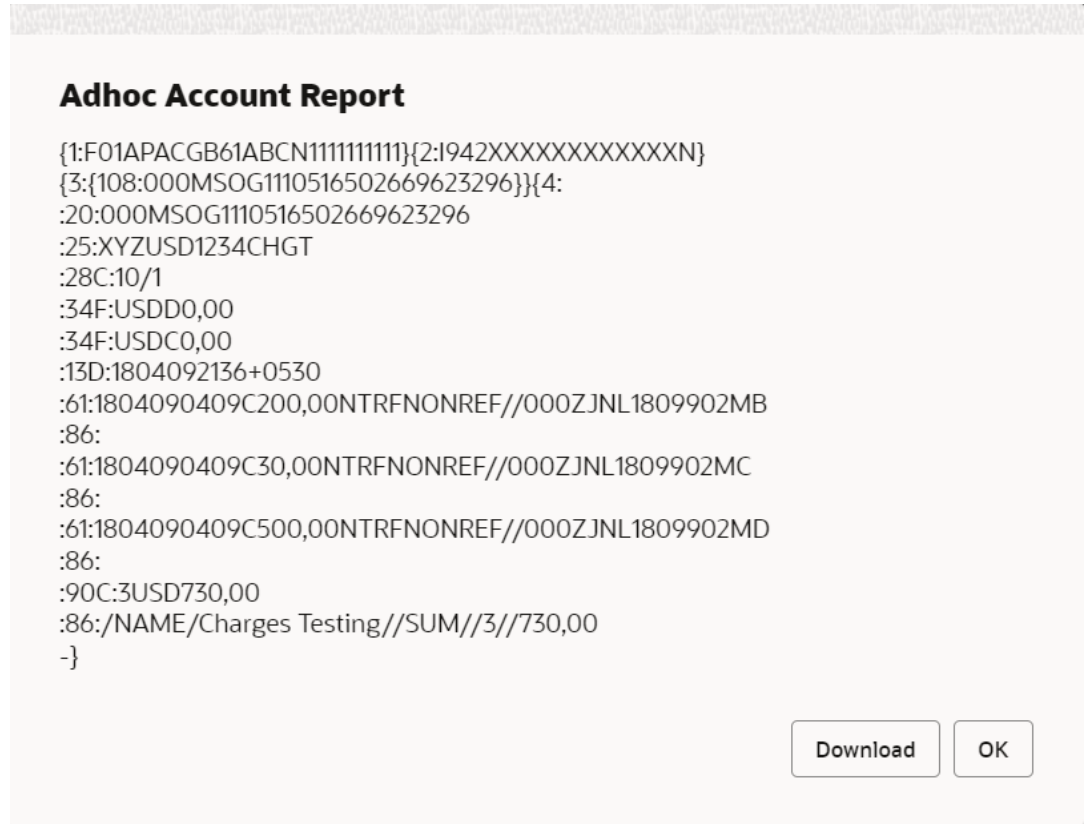 Adhoc Account Report
{1:F01APACGB61ABCN1111111111}{2:I942XXXXXXXXXXXXN}
{3:{108:000MSOG1110516502669623296}}{4:
:20:000MSOG1110516502669623296
:25:XYZUSD1234CHGT
:28C:10/1
:34F:USDD0,00
:34F:USDC0,00
:13D:1804092136+0530
:61:1804090409C200,00NTRFNONREF//000ZJNL1809902MB
:86:
:61:1804090409C30,00NTRFNONREF//000ZJNL1809902MC
:86:
:61:1804090409C500,00NTRFNONREF//000ZJNL1809902MD
:86:
:90C:3USD730,00
:86:/NAME/Charges Testing//SUM//3//730,00
-}
Download OK